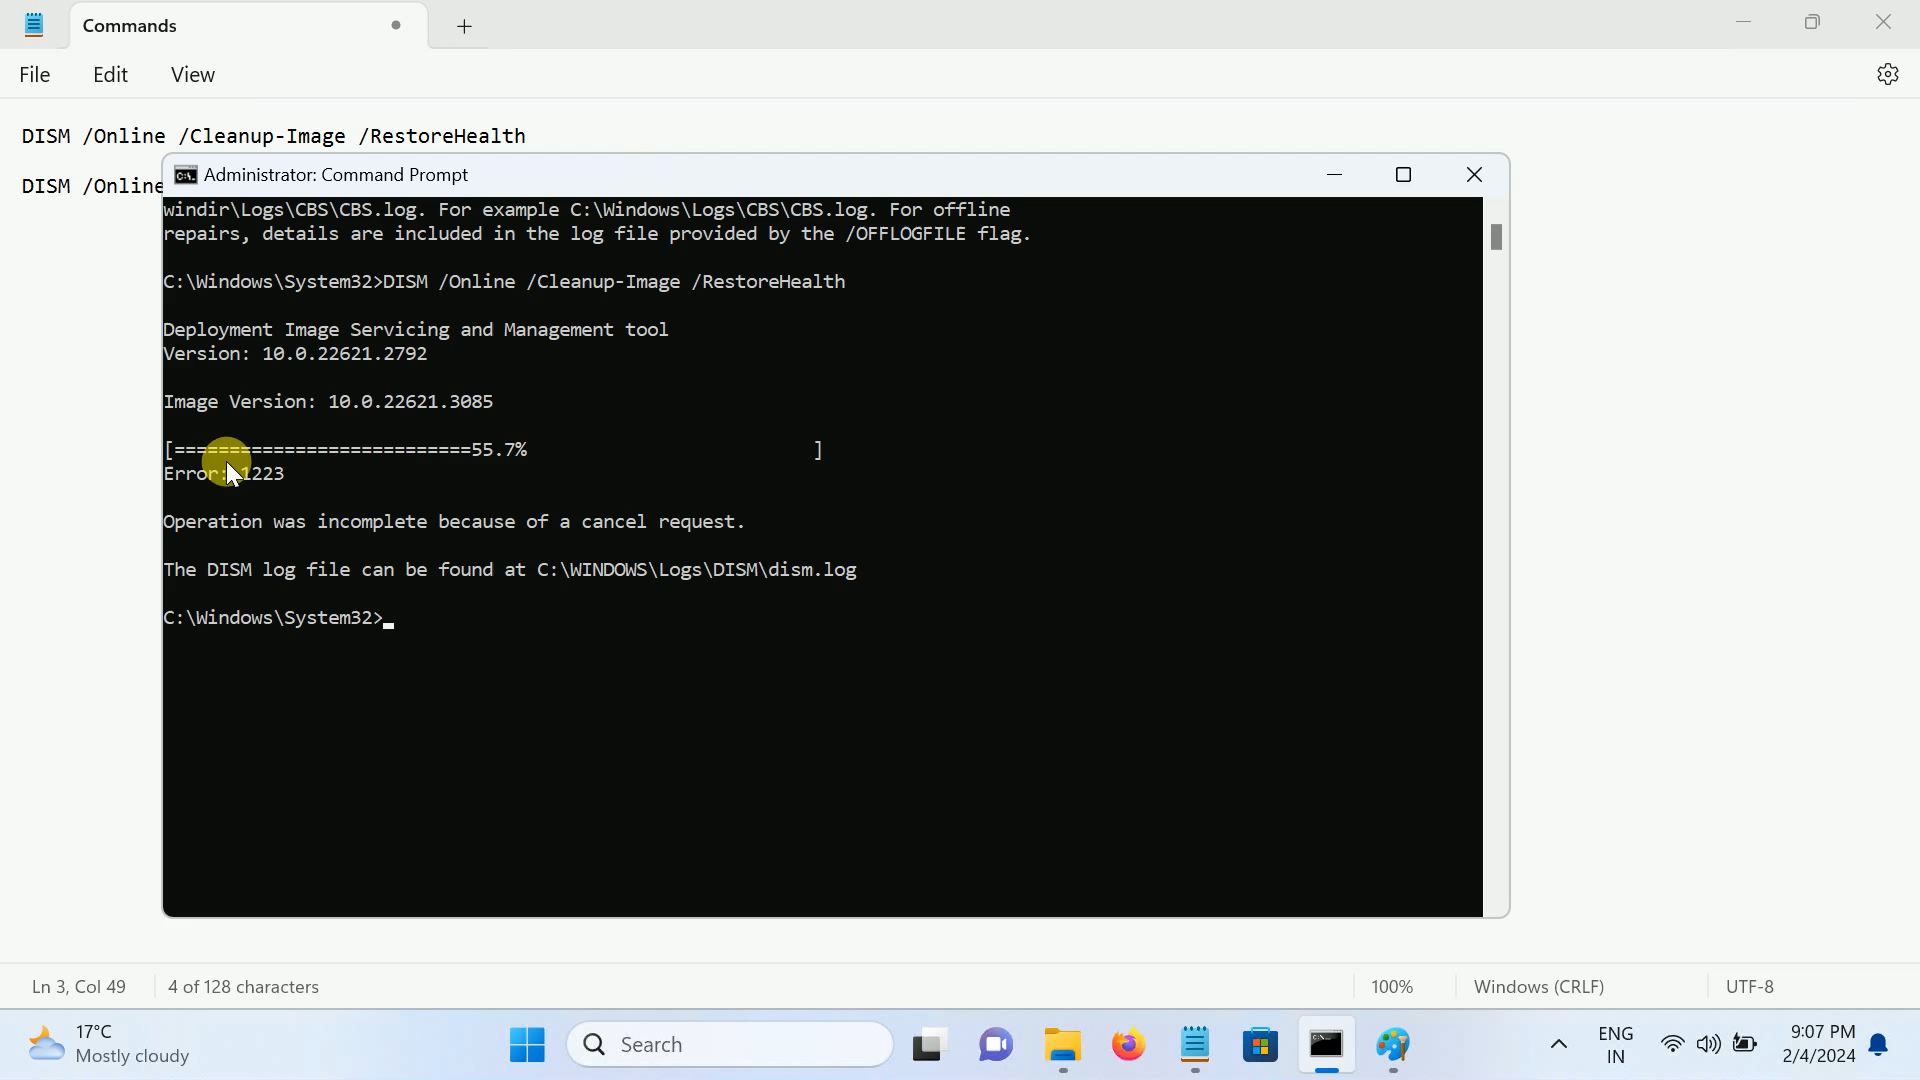 Commands
File Edit View
DISM /Online /Cleanup-Image /RestoreHealth
DISM /Online
Administrator: Command Prompt
windir\Logs\CBS\CBS.log. For example C:\Windows\Logs\CBS\CBS.log. For offline
repairs, details are included in the log file provided by the /OFFLOGFILE flag.
C:\Windows\System32>DISM /Online /Cleanup-Image /RestoreHealth
Deployment Image Servicing and Management tool
Version: 10.0.22621.2792
Image Version: 10.0.22621.3085
[===========================55.7%                          ]
Error: 1223
Operation was incomplete because of a cancel request.
The DISM log file can be found at C:\WINDOWS\Logs\DISM\dism.log
C:\Windows\System32>
Ln 3, Col 49 4 of 128 characters 100% Windows (CRLF) UTF-8
17°C
Mostly cloudy
Search
ENG
IN
9:07 PM
2/4/2024